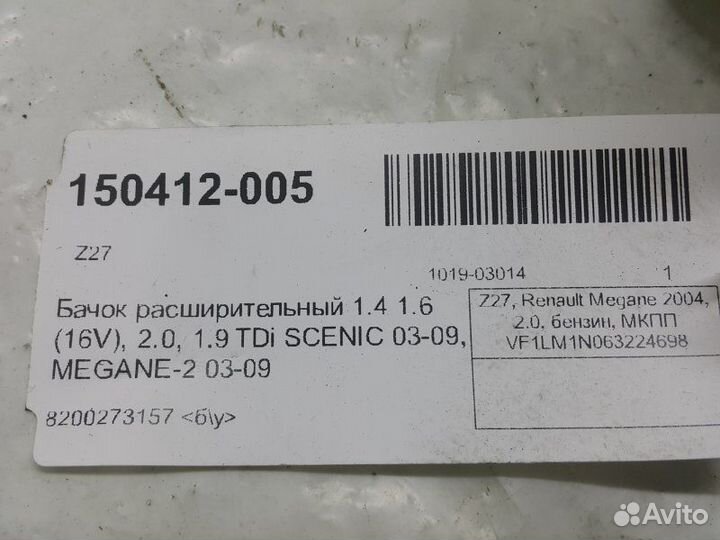 150412-005
Z27
1019-03014 1
Бачок расширительный 1.4 1.6
(16V), 2.0, 1.9 TDi SCENIC 03-09,
MEGANE-2 03-09
8200273157 <б\у>
Z27, Renault Megane 2004,
2.0, бензин, МКПП
VF1LM1N063224698
Avito